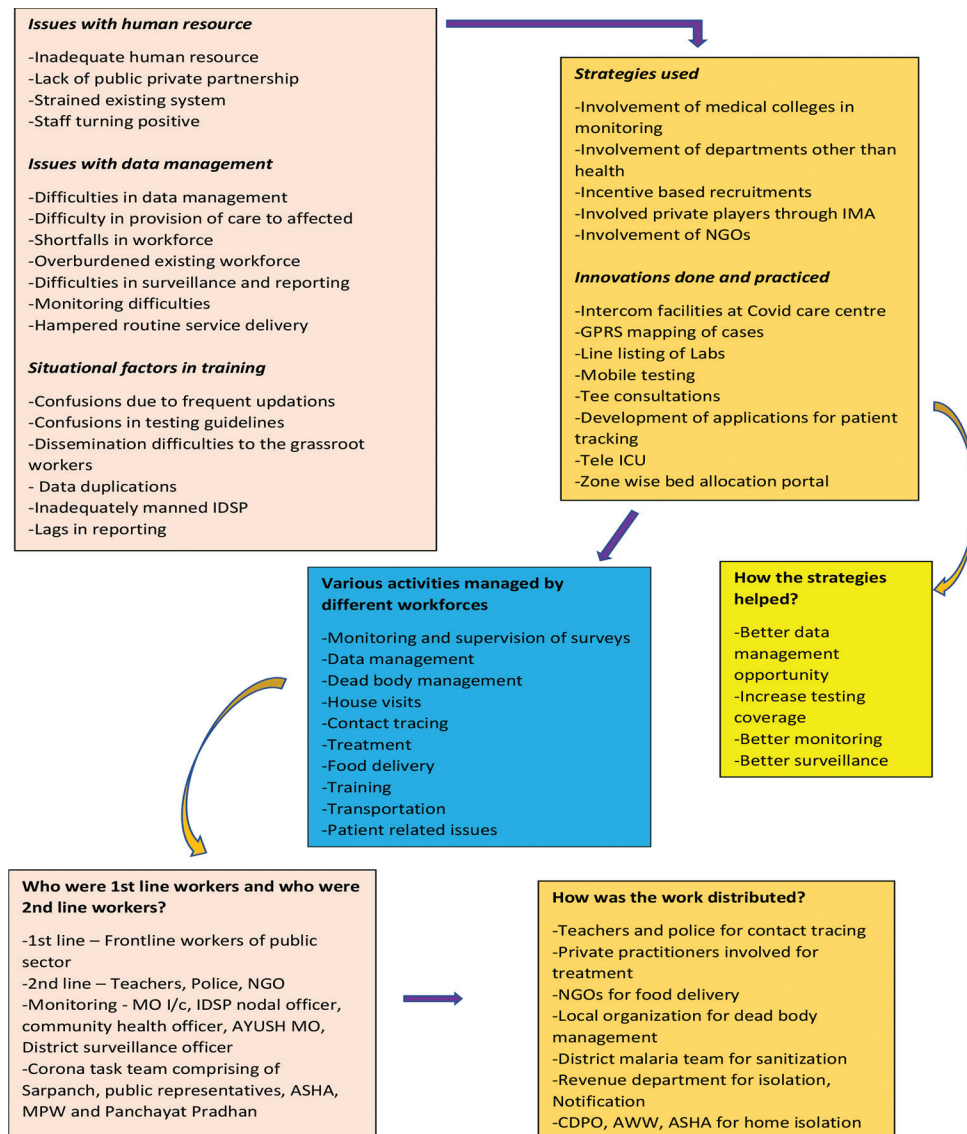 Issues with human resource
-Inadequate human resource
-Lack of public private partnership
-Strained existing system
-Staff turning positive
Issues with data management
-Difficulties in data management
-Difficulty in provision of care to affected
-Shortfalls in workforce
-Overburdened existing workforce
-Difficulties in surveillance and reporting
-Monitoring difficulties
-Hampered routine service delivery
Situational factors in training
-Confusions due to frequent updations
-Confusions in testing guidelines
-Dissemination difficulties to the grassroot
workers
- Data duplications
-Inadequately manned IDSP
-Lags in reporting
Strategies used
-Involvement of medical colleges in
monitoring
-Involvement of departments other than
health
-Incentive based recruitments
-Involved private players through IMA
-Involvement of NGOs
Innovations done and practiced
-Intercom facilities at Covid care centre
-GPRS mapping of cases
-Line listing of Labs
-Mobile testing
-Tee consultations
-Development of applications for patient
tracking
-Tele ICU
-Zone wise bed allocation portal
Various activities managed by
different workforces
-Monitoring and supervision of surveys
-Data management
-Dead body management
-House visits
-Contact tracing
-Treatment
-Food delivery
-Training
-Transportation
-Patient related issues
How the strategies
helped?
-Better data
management
opportunity
-Increase testing
coverage
-Better monitoring
-Better surveillance
Who were 1st line workers and who were
2nd line workers?
-1st line – Frontline workers of public
sector
-2nd line – Teachers, Police, NGO
-Monitoring - MO I/c, IDSP nodal officer,
community health officer, AYUSH MO,
District surveillance officer
-Corona task team comprising of
Sarpanch, public representatives, ASHA,
MPW and Panchayat Pradhan
How was the work distributed?
-Teachers and police for contact tracing
-Private practitioners involved for
treatment
-NGOs for food delivery
-Local organization for dead body
management
-District malaria team for sanitization
-Revenue department for isolation,
Notification
-CDPO, AWW, ASHA for home isolation